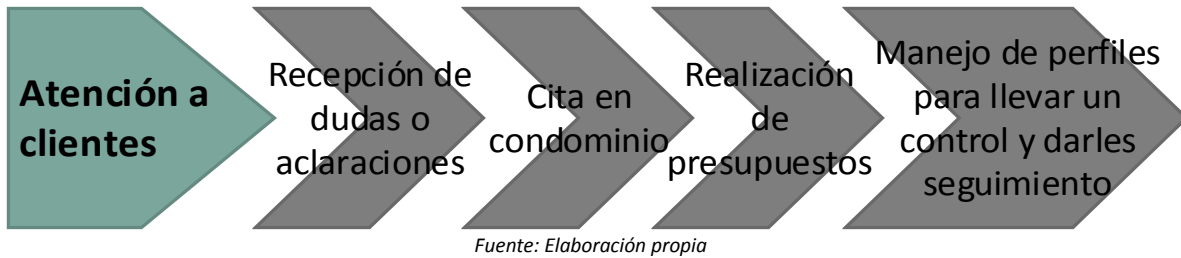 Atención a
clientes
Recepción de
dudas o
aclaraciones
Cita en
condominio
Realización
de
presupuestos
Manejo de perfiles
para llevar un
control y darles
seguimiento
Fuente: Elaboración propia